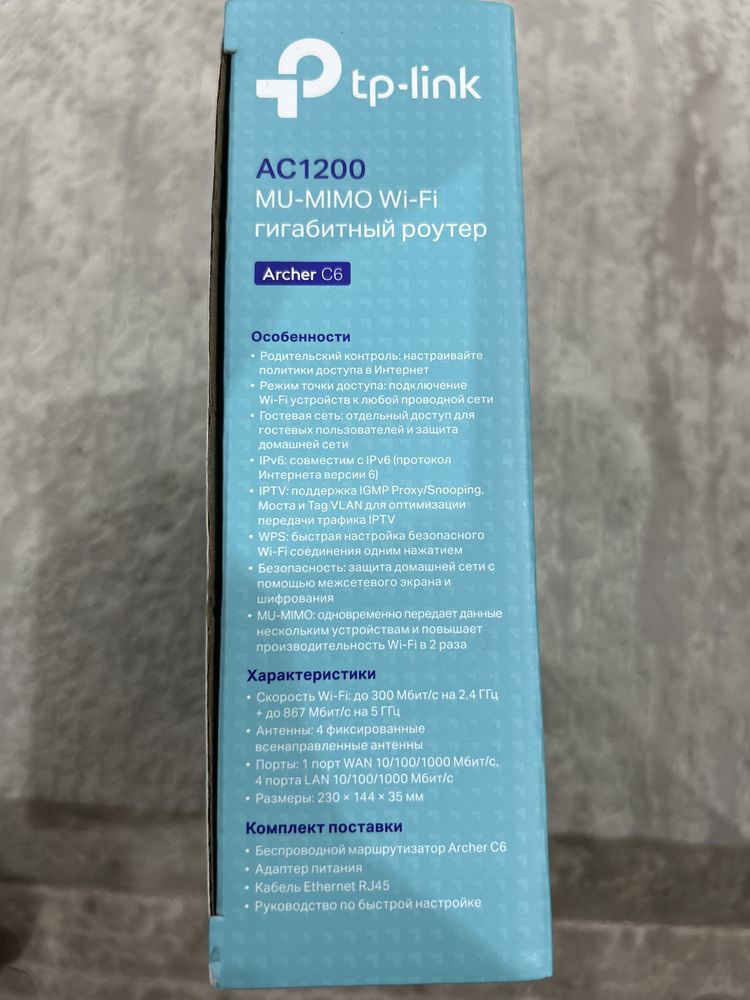 tp-link
AC1200
MU-MIMO Wi-Fi
гигабитный роутер
Archer C6
Особенности
• Родительский контроль: настраивайте
политики доступа в Интернет
• Режим точки доступа: подключение
Wi-Fi устройств к любой проводной сети
• Гостевая сеть: отдельный доступ для
гостевых пользователей и защита
домашней сети
• IPv6: совместим с IPv6 (протокол
Интернета версии 6)
• IPTV: поддержка IGMP Proxy/Snooping,
Моста и Tag VLAN для оптимизации
передачи трафика IPTV
• WPS: быстрая настройка безопасного
Wi-Fi соединения одним нажатием
• Безопасность: защита домашней сети с
помощью межсетевого экрана и
шифрования
• MU-MIMO: одновременно передает данные
нескольким устройствам и повышает
производительность Wi-Fi в 2 раза
Характеристики
• Скорость Wi-Fi: до 300 Мбит/с на 2,4 ГГц
+ до 867 Мбит/с на 5 ГГц
• Антенны: 4 фиксированные
всенаправленные антенны
• Порты: 1 порт WAN 10/100/1000 Мбит/с,
4 порта LAN 10/100/1000 Мбит/с
• Размеры: 230 × 144 × 35 мм
Комплект поставки
• Беспроводной маршрутизатор Archer C6
• Адаптер питания
• Кабель Ethernet RJ45
• Руководство по быстрой настройке